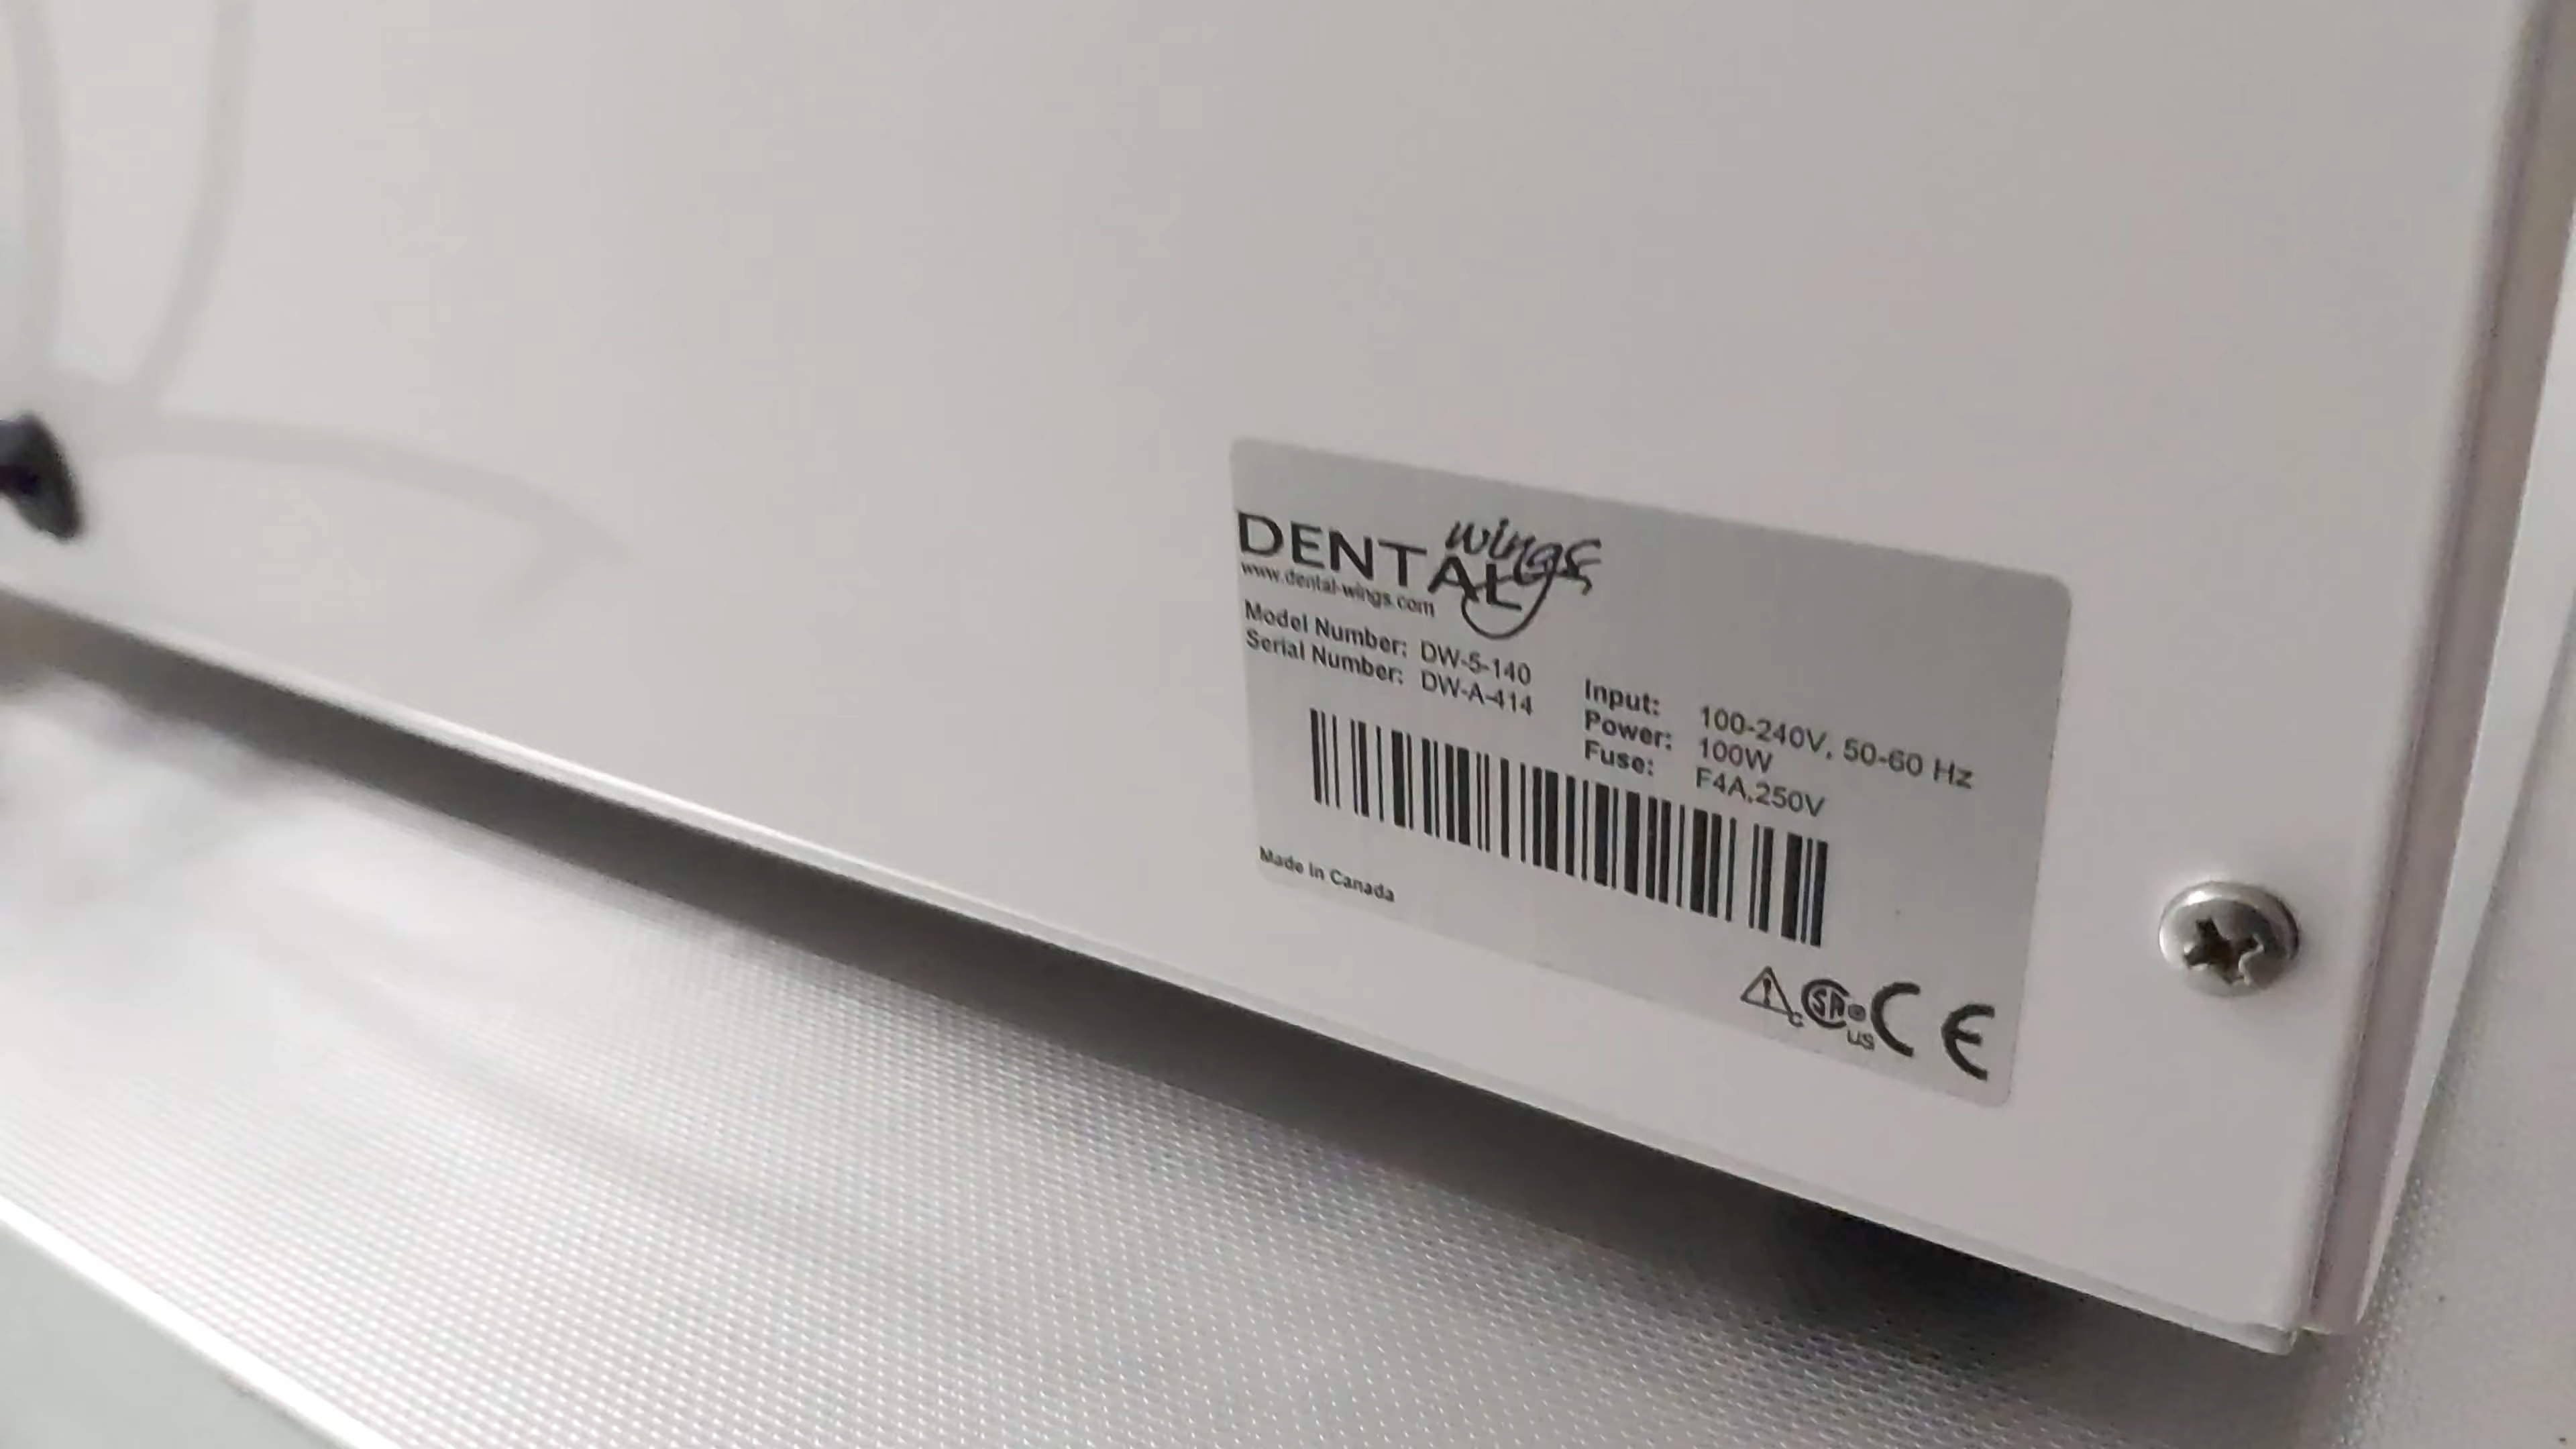 DENTAL wings
www.dental-wings.com
Model Number: DW-5-140
Serial Number: DW-A-414
Input: 100-240V, 50-60 Hz
Power: 100W
Fuse: F4A,250V
Made in Canada
C SA US CE